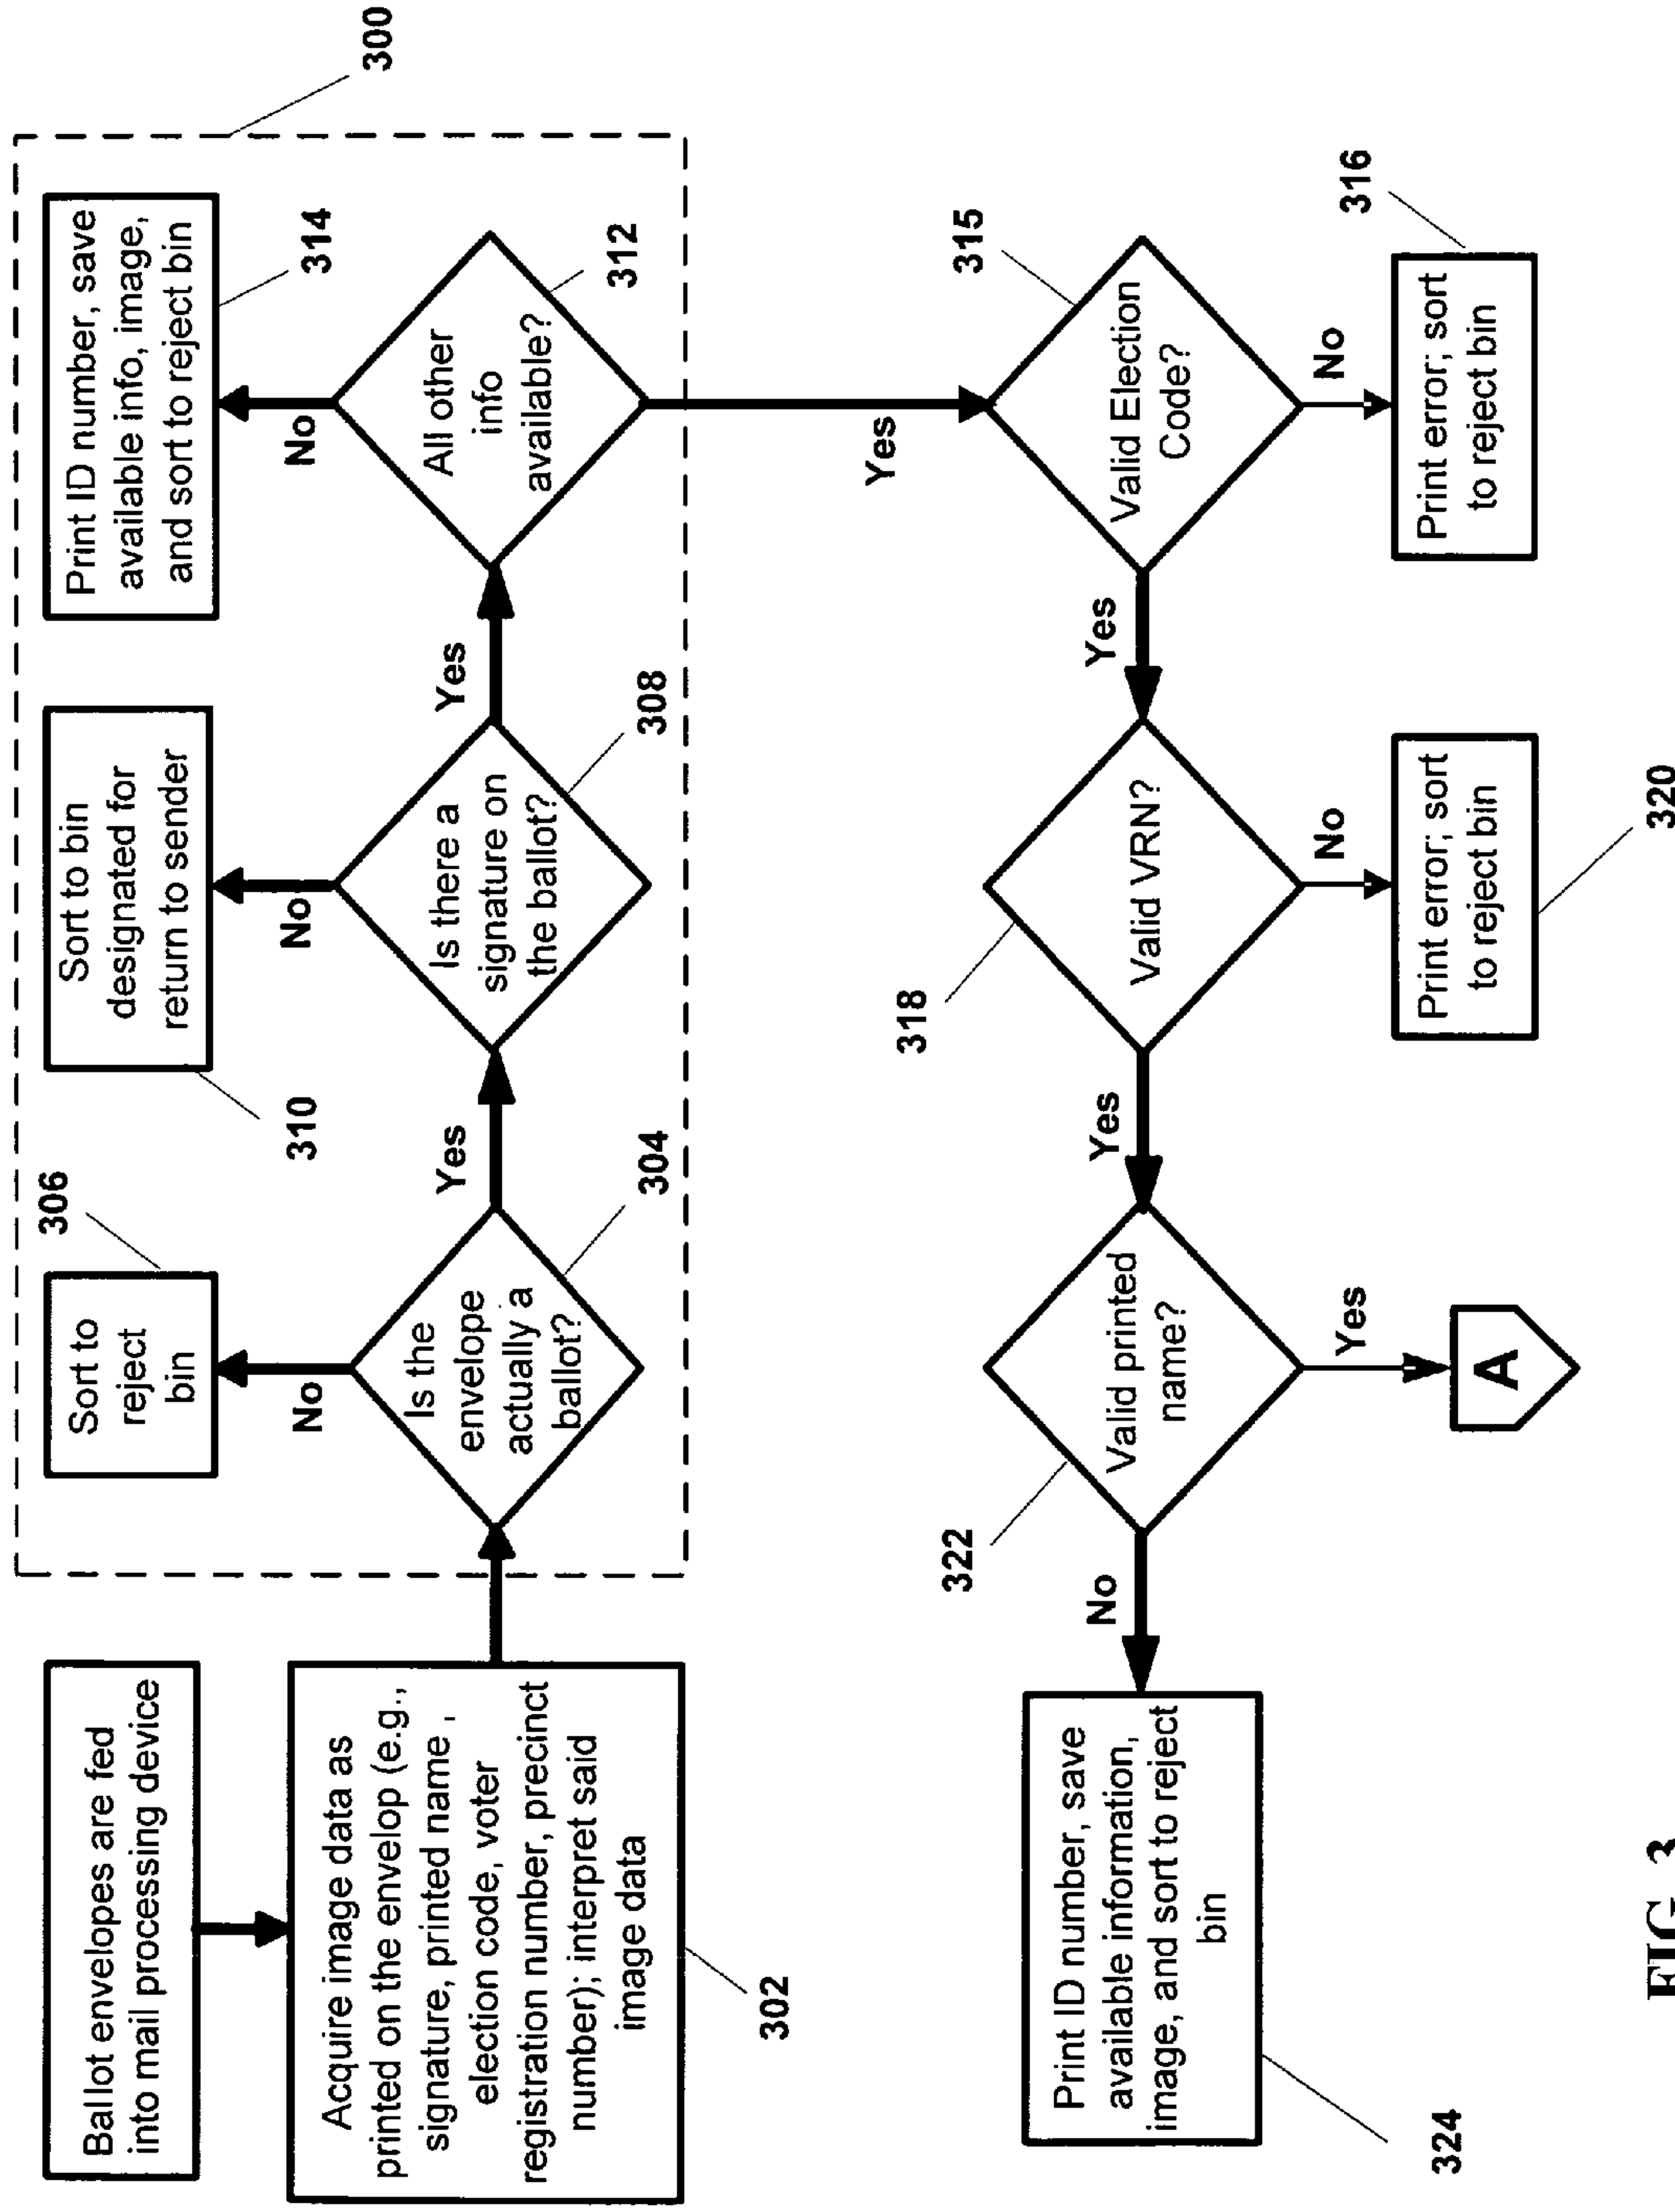 Ballot envelopes are fed
into mail processing device
Acquire image data as
printed on the envelop (e.g.,
signature, printed name ,
election code, voter
registration number, precinct
number); interpret said
image data
302
300
Is the
envelope
actually a
ballot?
304
No
Sort to
reject
bin
306
Yes
Is there a
signature on
the ballot?
308
No
Sort to bin
designated for
return to sender
310
Yes
All other
info
available?
312
No
Print ID number, save
available info, image,
and sort to reject bin
314
Yes
Valid Election
Code?
315
No
Print error; sort
to reject bin
316
Yes
Valid VRN?
318
No
Print error; sort
to reject bin
320
Yes
Valid printed
name?
322
No
Print ID number, save
available information,
image, and sort to reject
bin
324
Yes
A
FIG. 3